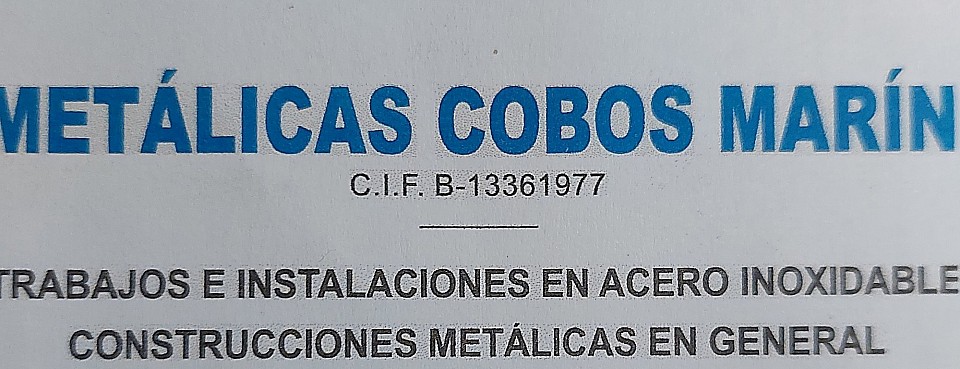 METÁLICAS COBOS MARÍN
C.I.F. B-13361977
TRABAJOS E INSTALACIONES EN ACERO INOXIDABLE
CONSTRUCCIONES METÁLICAS EN GENERAL